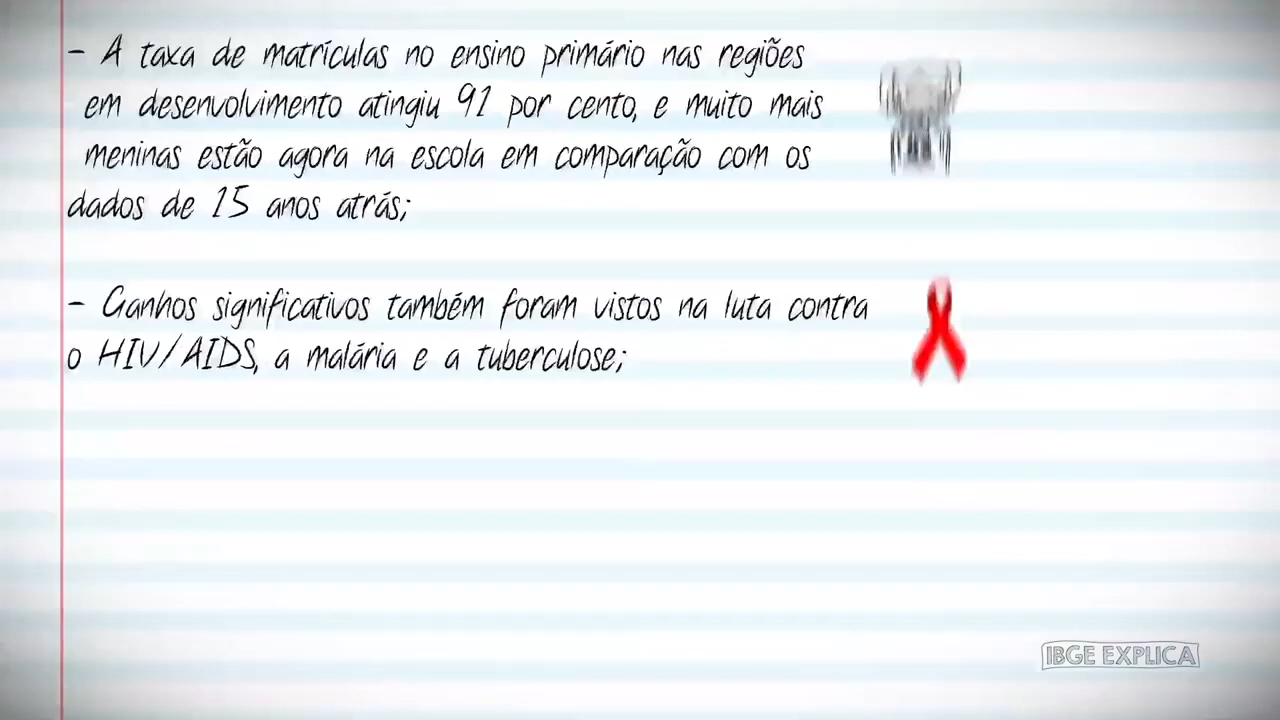 - A taxa de matrículas no ensino primário nas regiões
em desenvolvimento atingiu 91 por cento, e muito mais
meninas estão agora na escola em comparação com os
dados de 15 anos atrás;
- Ganhos significativos também foram vistos na luta contra
o HIV/AIDS, a malária e a tuberculose;
IBGE EXPLICA